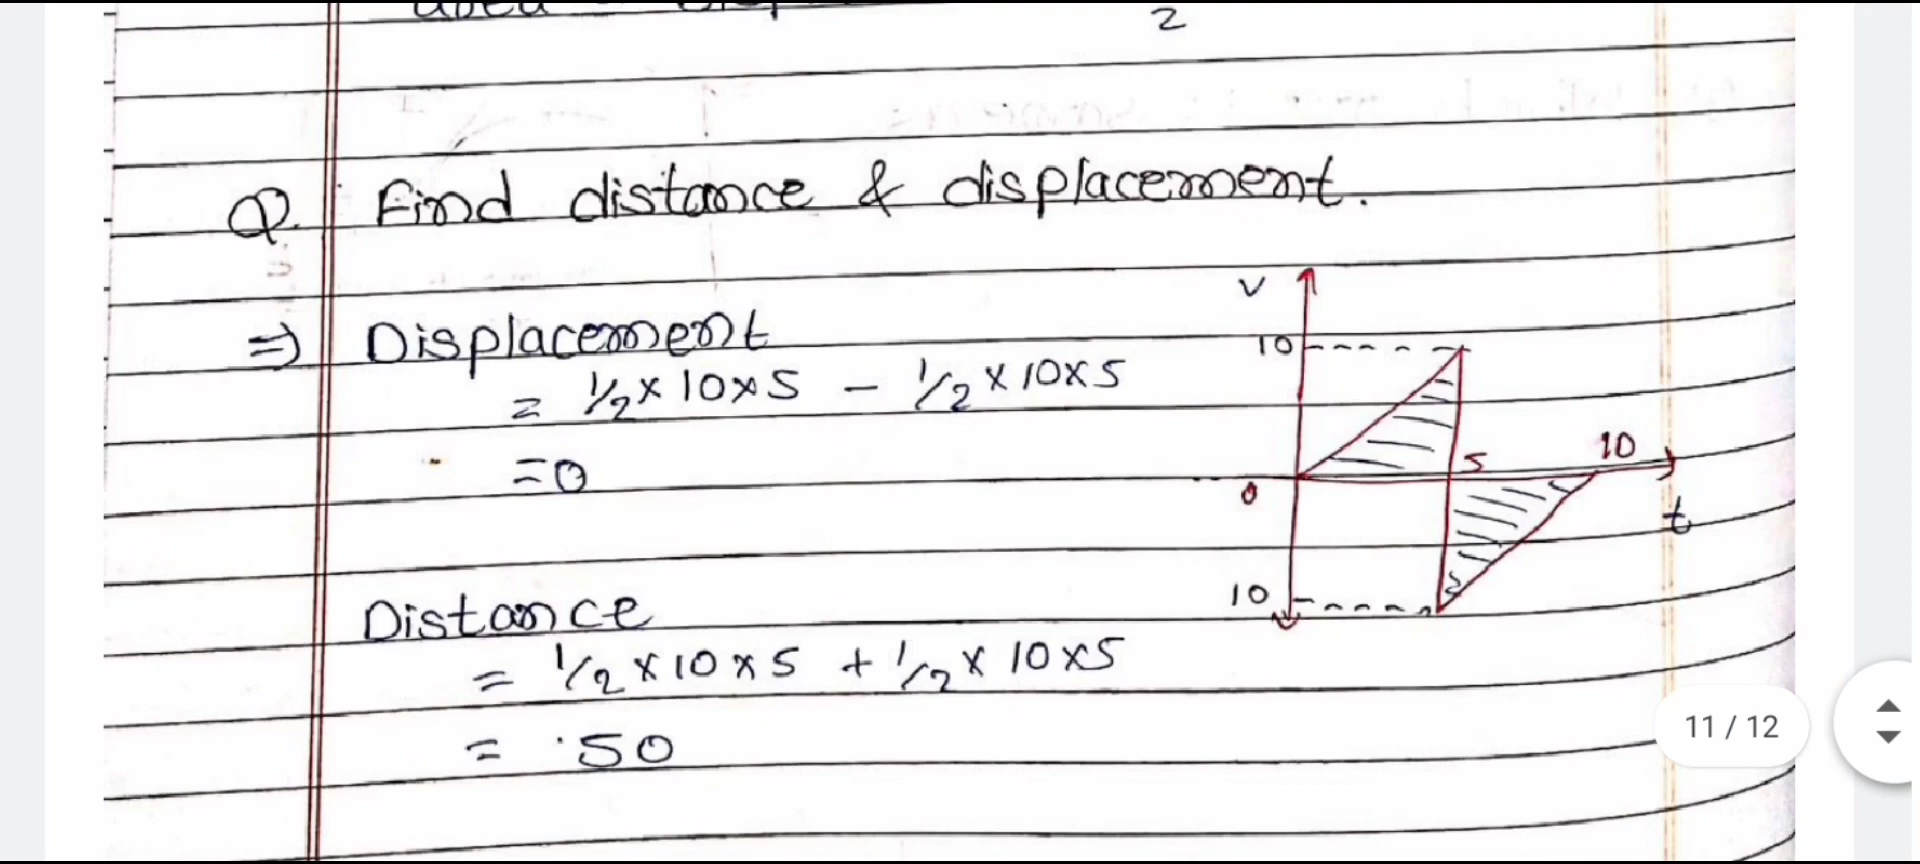 2
Q. Find distance & displacement.
=> Displacement
= 1/2 x 10 x 5 - 1/2 x 10 x 5
= 0
Distance
= 1/2 x 10 x 5 + 1/2 x 10 x 5
= 50
v
10
5
10
0
t
10
11 / 12